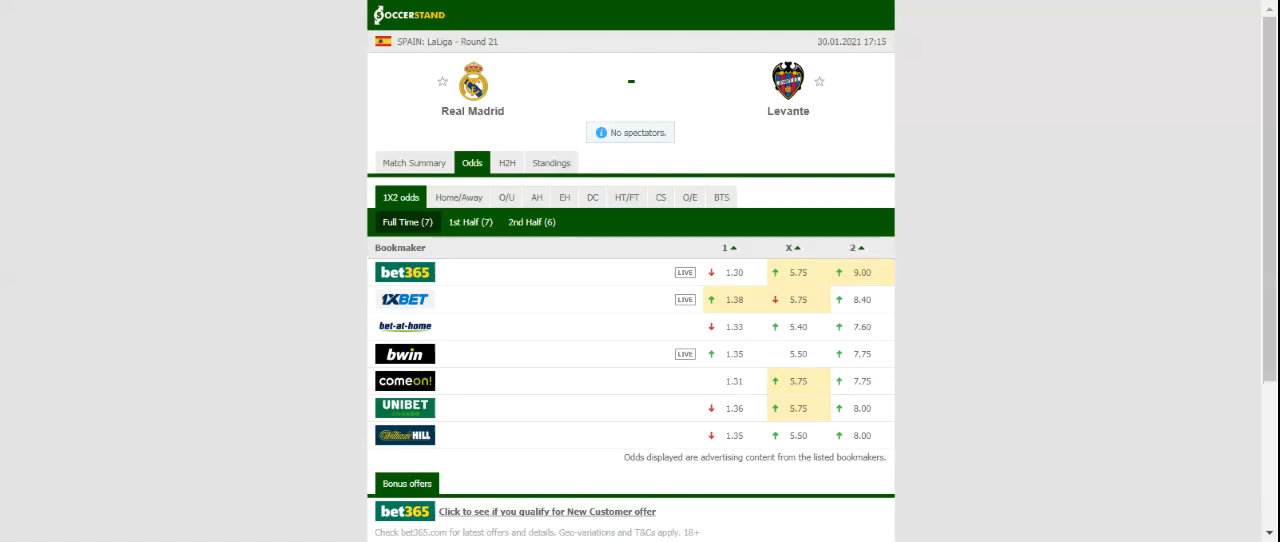 SOCCERSTAND
SPAIN: LaLiga - Round 21 30.01.2021 17:15
-
Real Madrid Levante
No spectators.
Match Summary Odds H2H Standings
1X2 odds Home/Away O/U AH EH DC HT/FT CS O/E BTS
Full Time (7) 1st Half (7) 2nd Half (6)
Bookmaker 1 X 2
bet365 LIVE 1.30 5.75 9.00
1XBET LIVE 1.38 5.75 8.40
bet-at-home 1.33 5.40 7.60
bwin LIVE 1.35 5.50 7.75
comeon! 1.31 5.75 7.75
UNIBET 1.36 5.75 8.00
William HILL 1.35 5.50 8.00
Odds displayed are advertising content from the listed bookmakers.
Bonus offers
bet365 Click to see if you qualify for New Customer offer
Check bet365.com for latest offers and details. Geo-variations and T&Cs apply. 18+